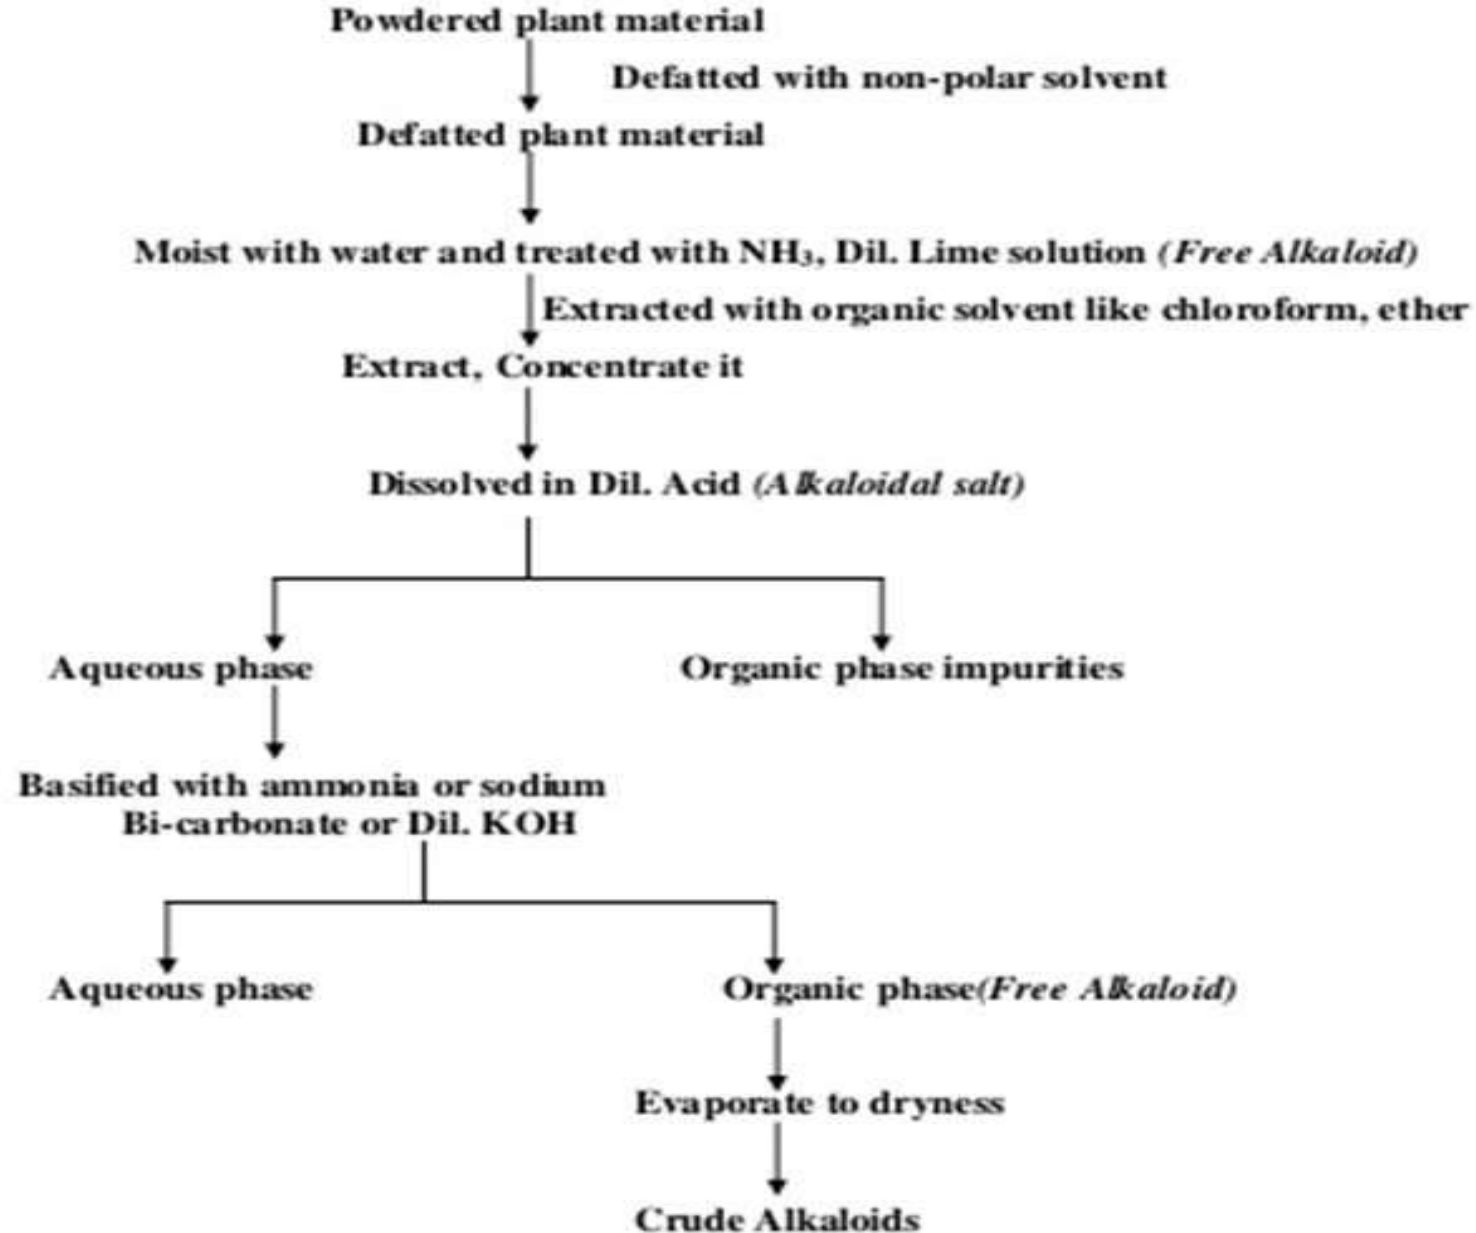 Powdered plant material
Defatted with non-polar solvent
Defatted plant material
Moist with water and treated with NH₃, Dil. Lime solution (Free Alkaloid)
Extracted with organic solvent like chloroform, ether
Extract, Concentrate it
Dissolved in Dil. Acid (Alkaloidal salt)
Aqueous phase
Organic phase impurities
Basified with ammonia or sodium
Bi-carbonate or Dil. KOH
Aqueous phase
Organic phase(Free Alkaloid)
Evaporate to dryness
Crude Alkaloids